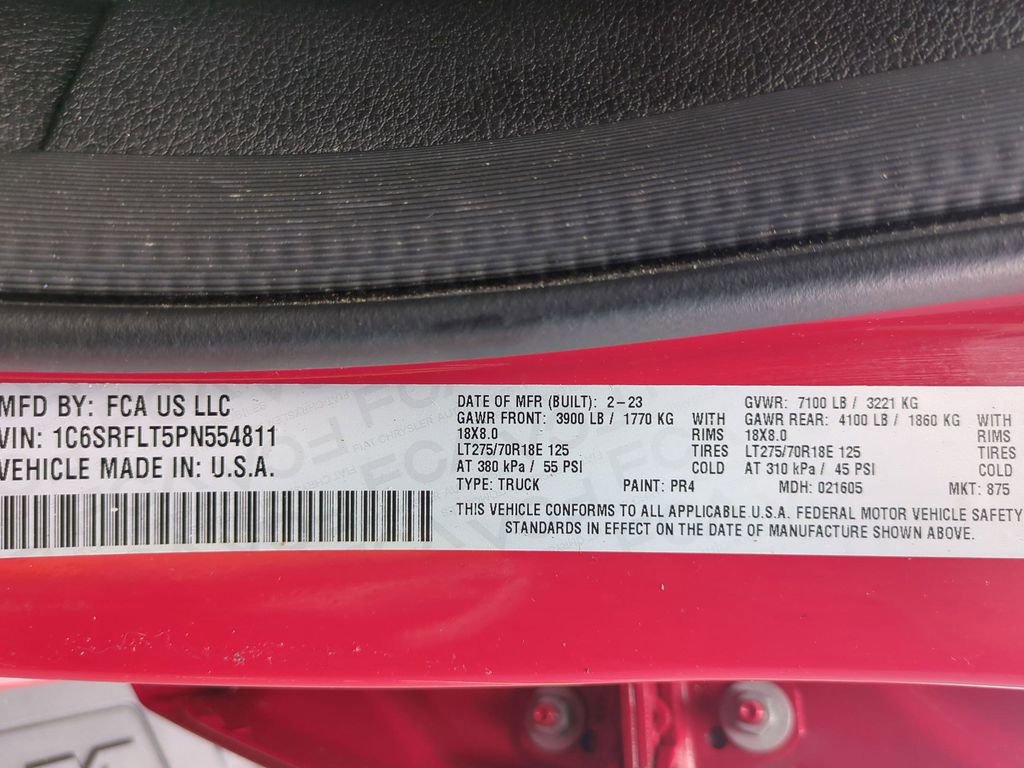 MFD BY: FCA US LLC
VIN: 1C6SRFLT5PN554811
VEHICLE MADE IN: U.S.A.
DATE OF MFR (BUILT): 2-23 GVWR: 7100 LB / 3221 KG
GAWR FRONT: 3900 LB / 1770 KG WITH GAWR REAR: 4100 LB / 1860 KG WITH
18X8.0 RIMS 18X8.0 RIMS
LT275/70R18E 125 TIRES LT275/70R18E 125 TIRES
AT 380 kPa / 55 PSI COLD AT 310 kPa / 45 PSI COLD
TYPE: TRUCK PAINT: PR4 MDH: 021605 MKT: 875
THIS VEHICLE CONFORMS TO ALL APPLICABLE U.S.A. FEDERAL MOTOR VEHICLE SAFETY
STANDARDS IN EFFECT ON THE DATE OF MANUFACTURE SHOWN ABOVE.